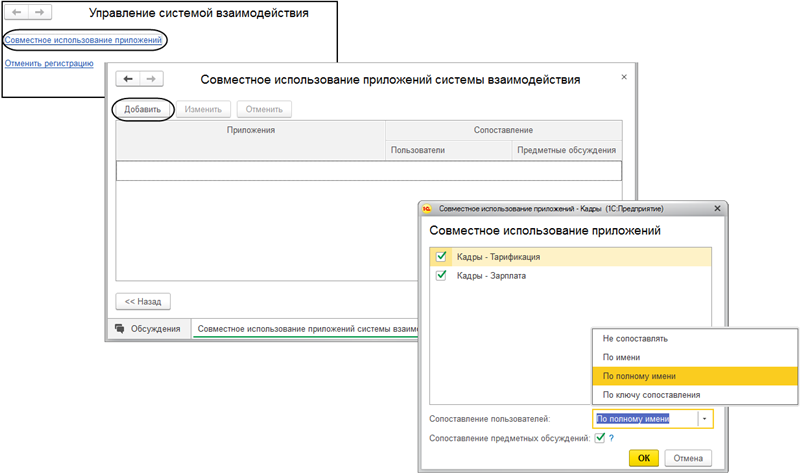 Управление системой взаимодействия
Совместное использование приложений
Отменить регистрацию
Совместное использование приложений системы взаимодействия
Добавить Изменить Отменить
Приложения Сопоставление
Пользователи Предметные обсуждения
<< Назад
Обсуждения Совместное использование приложений системы взаимо
1С Совместное использование приложений - Кадры (1С:Предприятие)
Совместное использование приложений
Кадры - Тарификация
Кадры - Зарплата
Не сопоставлять
По имени
По полному имени
По ключу сопоставления
Сопоставление пользователей: По полному имени
Сопоставление предметных обсуждений: ?
ОК Отмена